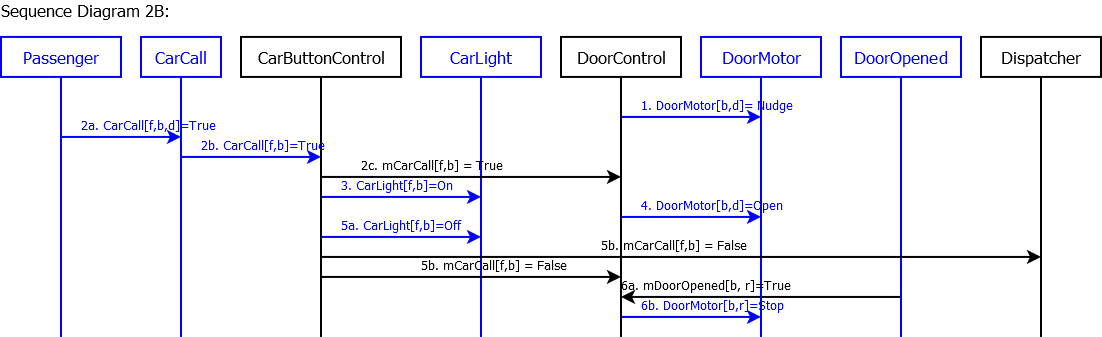 Sequence Diagram 2B:
Passenger
CarCall
CarButtonControl
CarLight
DoorControl
DoorMotor
DoorOpened
Dispatcher
1. DoorMotor[b,d]= Nudge
2a. CarCall[f,b,d]=True
2b. CarCall[f,b]=True
2c. mCarCall[f,b] = True
3. CarLight[f,b]=On
4. DoorMotor[b,d]=Open
5a. CarLight[f,b]=Off
5b. mCarCall[f,b] = False
5b. mCarCall[f,b] = False
6a. mDoorOpened[b, r]=True
6b. DoorMotor[b,r]=Stop